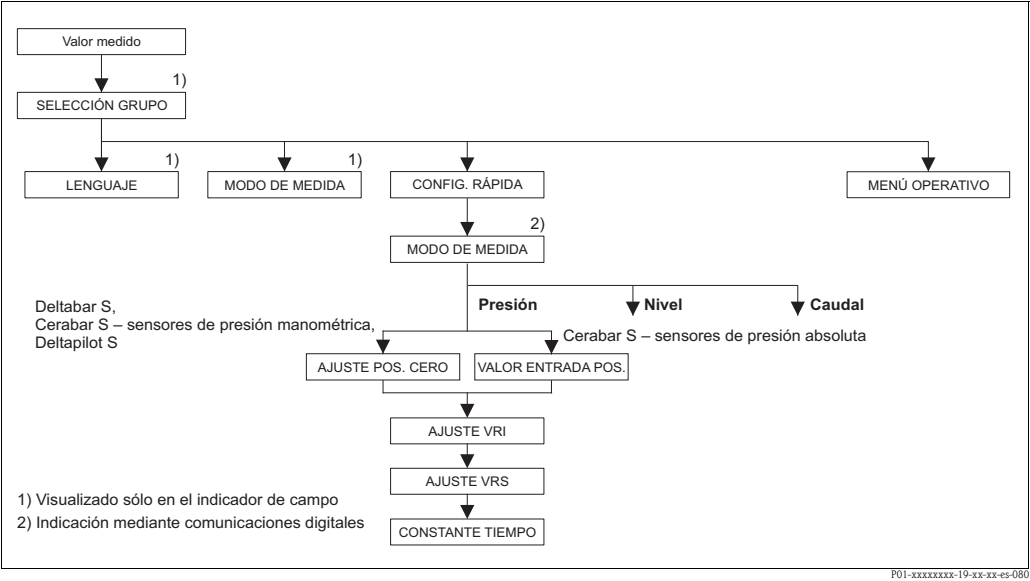 Valor medido
1)
SELECCIÓN GRUPO
1)
LENGUAJE
1)
MODO DE MEDIDA
CONFIG. RÁPIDA
MENÚ OPERATIVO
2)
MODO DE MEDIDA
Presión
Nivel
Caudal
Deltabar S,
Cerabar S – sensores de presión manométrica,
Deltapilot S
Cerabar S – sensores de presión absoluta
AJUSTE POS. CERO
VALOR ENTRADA POS.
AJUSTE VRI
AJUSTE VRS
CONSTANTE TIEMPO
1) Visualizado sólo en el indicador de campo
2) Indicación mediante comunicaciones digitales
P01-xxxxxxxx-19-xx-xx-es-080